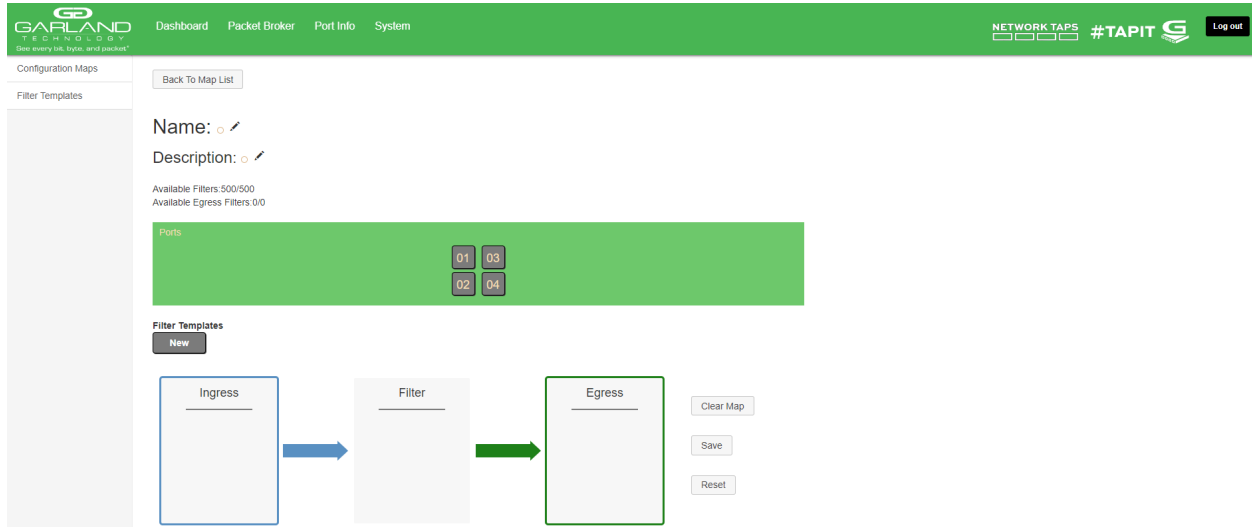 GARLAND
TECHNOLOGY
See every bit, byte, and packet®
Dashboard Packet Broker Port Info System
NETWORK TAPS
#TAPIT G
Log out
Configuration Maps
Filter Templates
Back To Map List
Name:
Description:
Available Filters:500/500
Available Egress Filters:0/0
Ports
01 03
02 04
Filter Templates
New
Ingress Filter Egress
Clear Map
Save
Reset